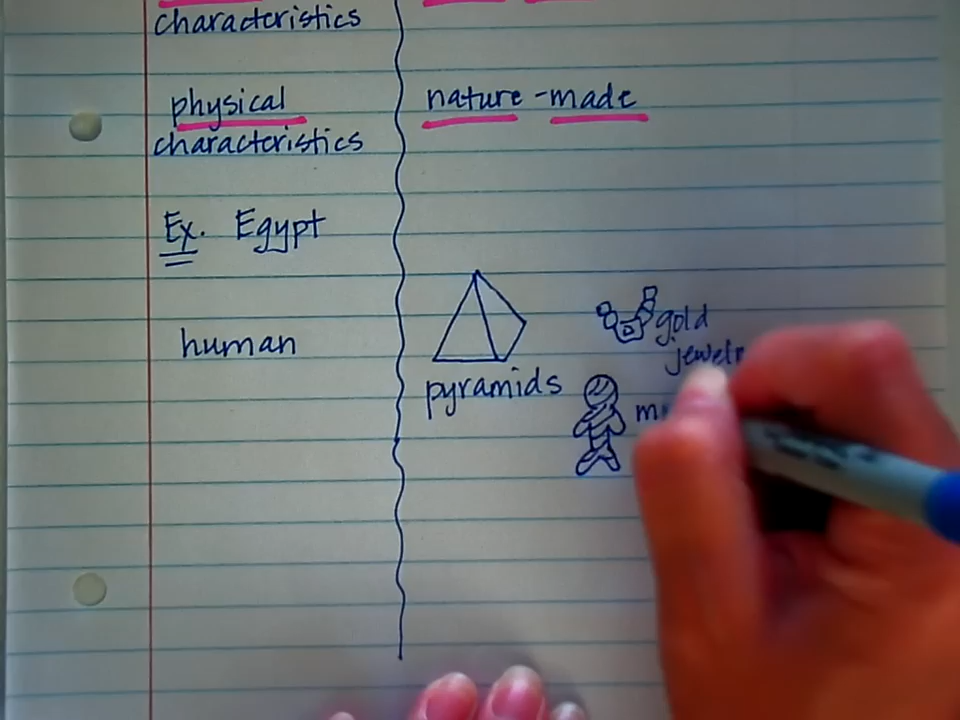 characteristics
physical nature-made
characteristics
Ex. Egypt
human
gold
pyramids